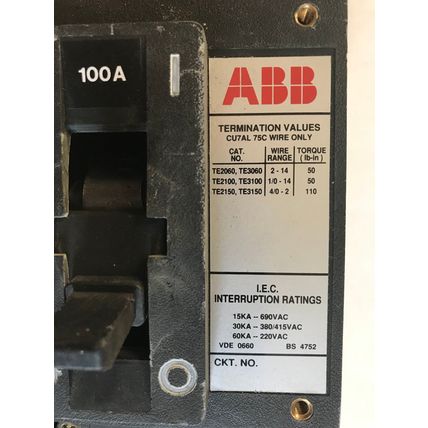 100 A
I
ABB
TERMINATION VALUES
CU7AL 75C WIRE ONLY
CAT. NO. WIRE RANGE TORQUE (lb-in)
TE2060, TE3060 2 - 14 50
TE2100, TE3100 1/0 - 14 50
TE2150, TE3150 4/0 - 2 110
I.E.C.
INTERRUPTION RATINGS
15KA -- 690VAC
30KA -- 380/415VAC
60KA -- 220VAC
VDE 0660 BS 4752
CKT. NO.
O